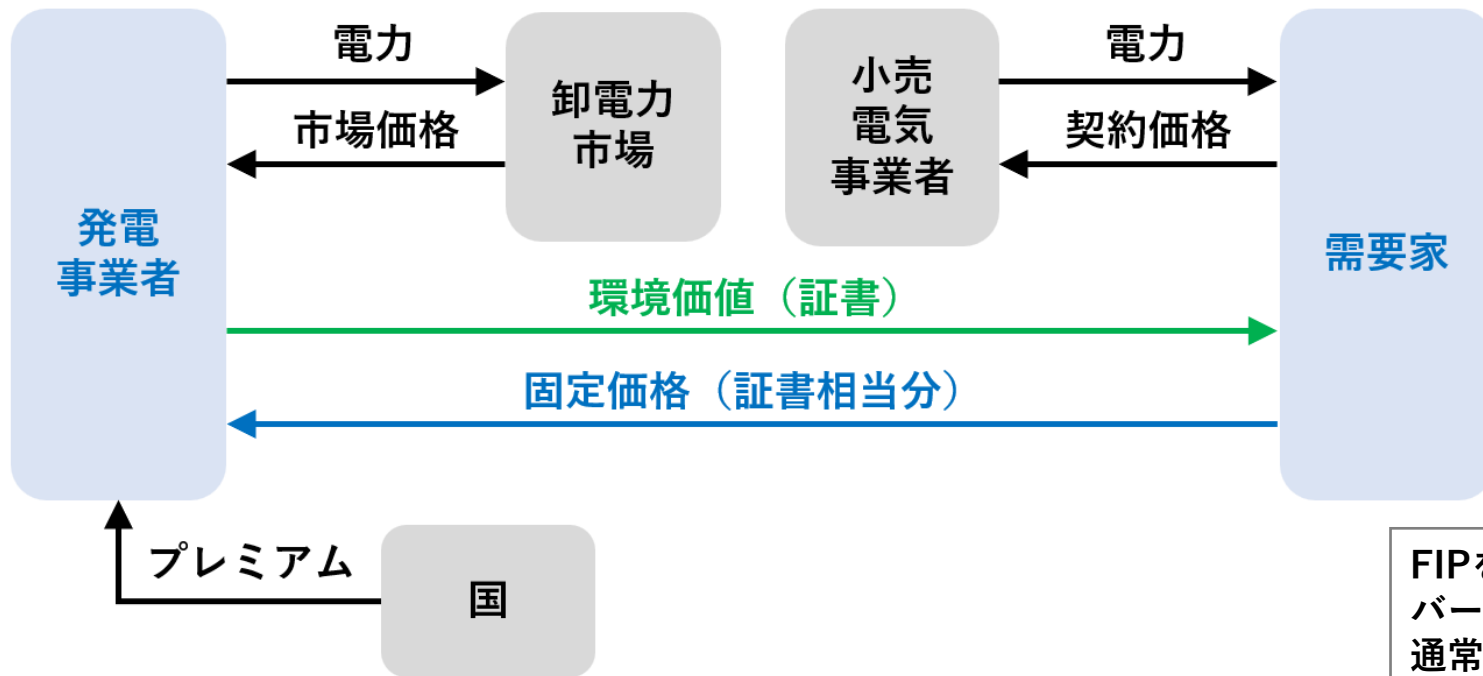 電力
市場価格
卸電力
市場
小売
電気
事業者
電力
契約価格
発電
事業者
需要家
環境価値（証書）
固定価格（証書相当分）
プレミアム
国
FIP
バー
通常